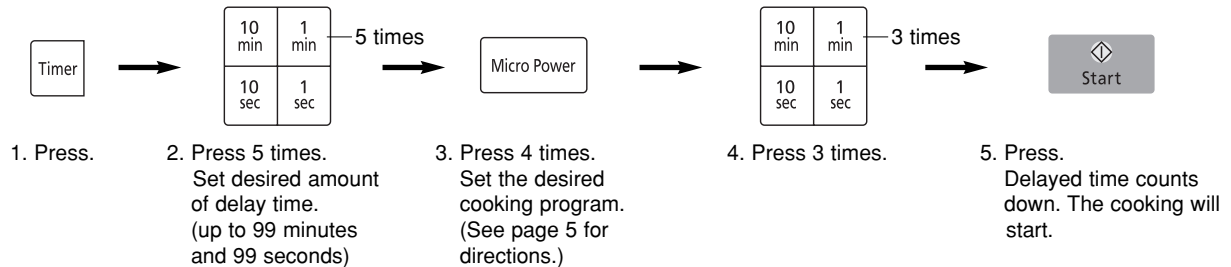 Timer
10 min
1 min
10 sec
1 sec
5 times
Micro Power
10 min
1 min
10 sec
1 sec
3 times
Start
1. Press.
2. Press 5 times.
Set desired amount
of delay time.
(up to 99 minutes
and 99 seconds)
3. Press 4 times.
Set the desired
cooking program.
(See page 5 for
directions.)
4. Press 3 times.
5. Press.
Delayed time counts
down. The cooking will
start.